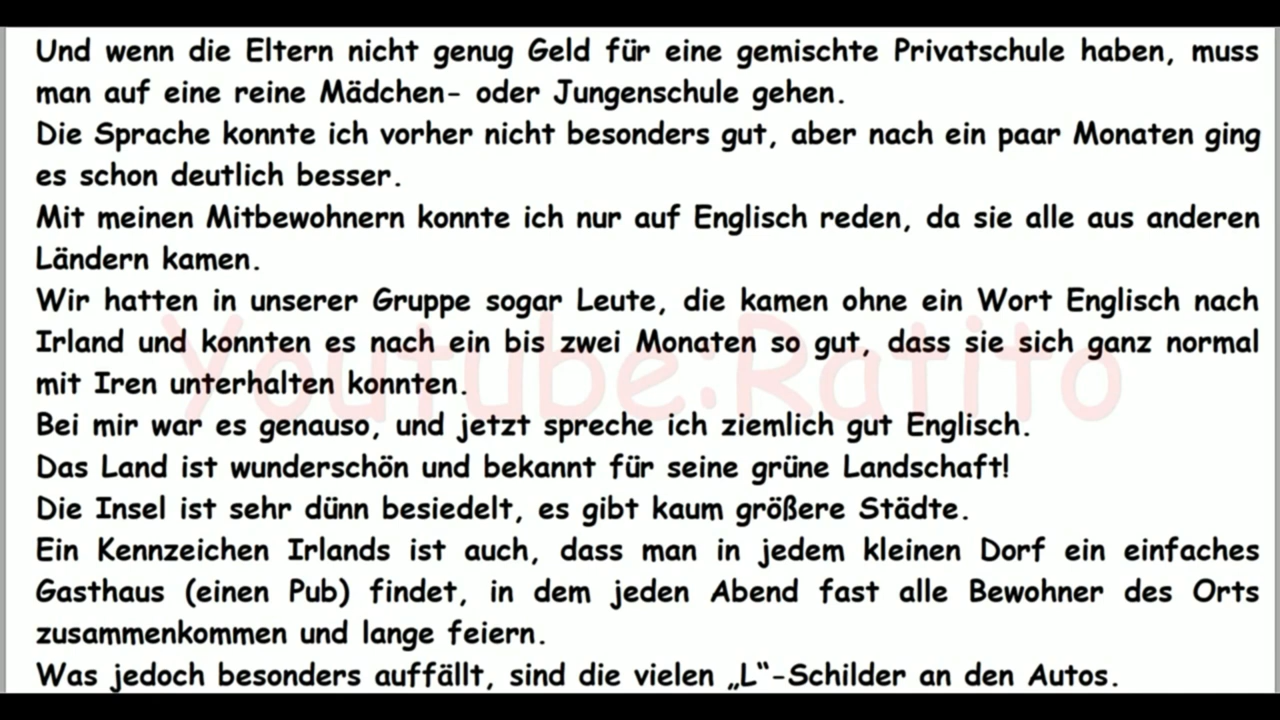 Und wenn die Eltern nicht genug Geld für eine gemischte Privatschule haben, muss
man auf eine reine Mädchen- oder Jungenschule gehen.
Die Sprache konnte ich vorher nicht besonders gut, aber nach ein paar Monaten ging
es schon deutlich besser.
Mit meinen Mitbewohnern konnte ich nur auf Englisch reden, da sie alle aus anderen
Ländern kamen.
Wir hatten in unserer Gruppe sogar Leute, die kamen ohne ein Wort Englisch nach
Irland und konnten es nach ein bis zwei Monaten so gut, dass sie sich ganz normal
mit Iren unterhalten konnten.
Youtube:Ratito
Bei mir war es genauso, und jetzt spreche ich ziemlich gut Englisch.
Das Land ist wunderschön und bekannt für seine grüne Landschaft!
Die Insel ist sehr dünn besiedelt, es gibt kaum größere Städte.
Ein Kennzeichen Irlands ist auch, dass man in jedem kleinen Dorf ein einfaches
Gasthaus (einen Pub) findet, in dem jeden Abend fast alle Bewohner des Orts
zusammenkommen und lange feiern.
Was jedoch besonders auffällt, sind die vielen „L“-Schilder an den Autos.